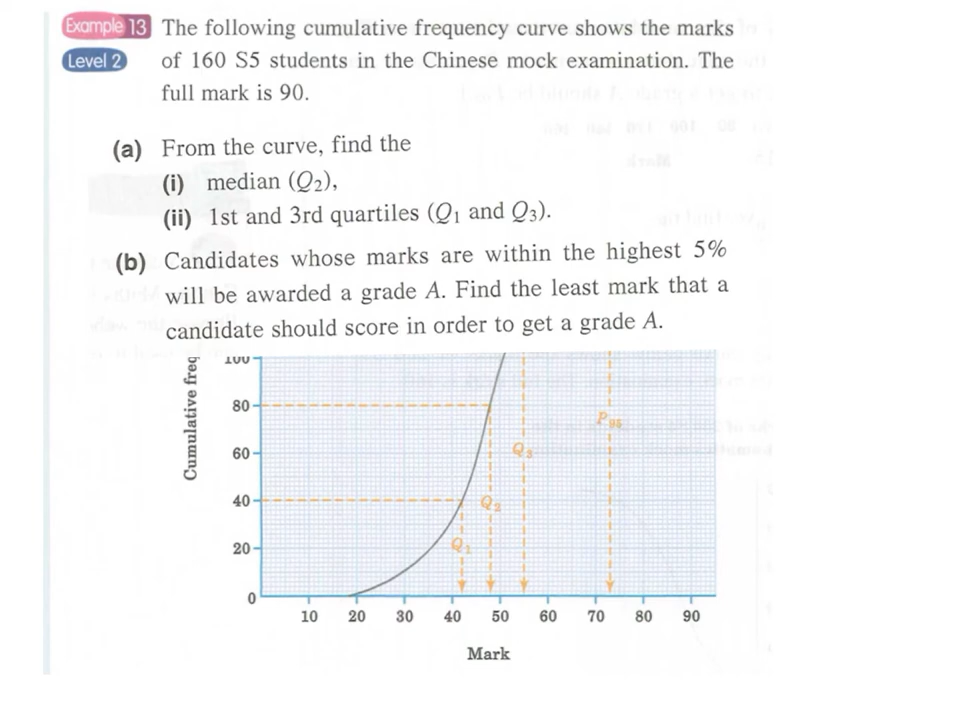 Example 13 The following cumulative frequency curve shows the marks
Level 2 of 160 S5 students in the Chinese mock examination. The
full mark is 90.
(a) From the curve, find the
(i) median (Q₂),
(ii) 1st and 3rd quartiles (Q₁ and Q₃).
(b) Candidates whose marks are within the highest 5%
will be awarded a grade A. Find the least mark that a
candidate should score in order to get a grade A.
Cumulative freq
100
80
P₉₅
60
Q₃
40
Q₂
20
Q₁
0
10 20 30 40 50 60 70 80 90
Mark